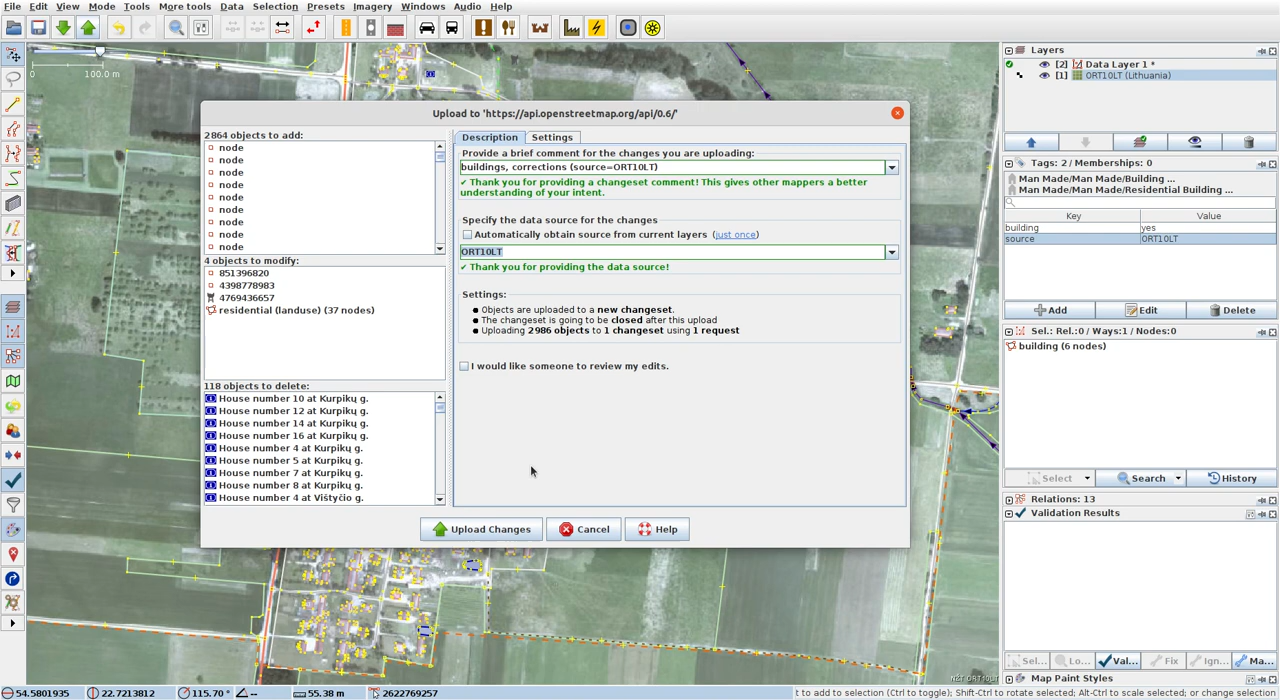 File Edit View Mode Tools More tools Data Selection Presets Imagery Windows Audio Help
0 100.0 m
Upload to 'https://api.openstreetmap.org/api/0.6/'
2864 objects to add:
node
node
node
node
node
node
node
node
node
4 objects to modify:
851396820
4398778983
4769436657
residential (landuse) (37 nodes)
118 objects to delete:
House number 10 at Kurpikų g.
House number 12 at Kurpikų g.
House number 14 at Kurpikų g.
House number 16 at Kurpikų g.
House number 4 at Kurpikų g.
House number 5 at Kurpikų g.
House number 7 at Kurpikų g.
House number 8 at Kurpikų g.
House number 4 at Vištyčio g.
Description Settings
Provide a brief comment for the changes you are uploading:
buildings, corrections (source=ORT10LT)
✔ Thank you for providing a changeset comment! This gives other mappers a better
understanding of your intent.
Specify the data source for the changes
Automatically obtain source from current layers (just once)
ORT10LT
✔ Thank you for providing the data source!
Settings:
Objects are uploaded to a new changeset.
The changeset is going to be closed after this upload
Uploading 2986 objects to 1 changeset using 1 request
I would like someone to review my edits.
Upload Changes Cancel Help
Layers
[2] Data Layer 1 *
[1] ORT10LT (Lithuania)
Tags: 2 / Memberships: 0
Man Made/Man Made/Building ...
Man Made/Man Made/Residential Building ...
Key Value
building yes
source ORT10LT
Add Edit Delete
Sel.: Rel.:0 / Ways:1 / Nodes:0
building (6 nodes)
Select Search History
Relations: 13
Validation Results
Sel... Lo... Val... Fix Ign... Ma...
Map Paint Styles
NŽT ORT10LT
54.5801935 22.7213812 115.70 ° -- 55.38 m 2622769257
t to add to selection (Ctrl to toggle); Shift-Ctrl to rotate selected; Alt-Ctrl to scale selected; or change selection